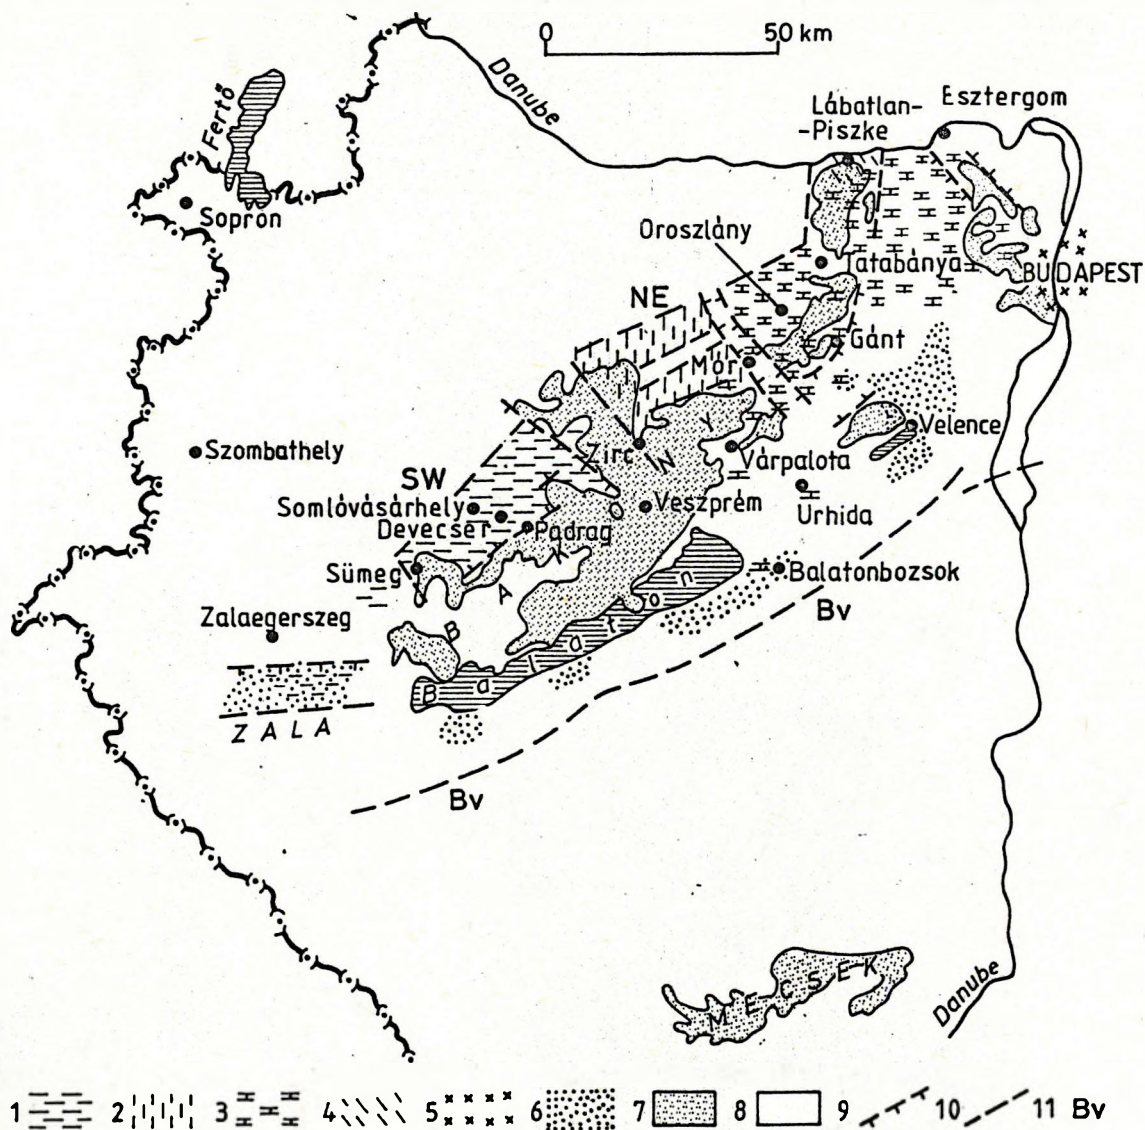 0 50 km
Danube
Fertő
Lábatlan-
-Piszke
Esztergom
Sopron
Oroszlány
Tatabánya
BUDAPEST
NE
Gánt
Mór
Velence
Szombathely
Zirc
Várpalota
SW
Somlóvásárhely
Devecser
Padrag
Veszprém
Urhida
Sümeg
Balatonbozsok
Bv
Zalaegerszeg
BAKONY
Balaton
ZALA
Bv
MECSEK
Danube
1 2 3 4 5 6 7 8 9 10 11 Bv